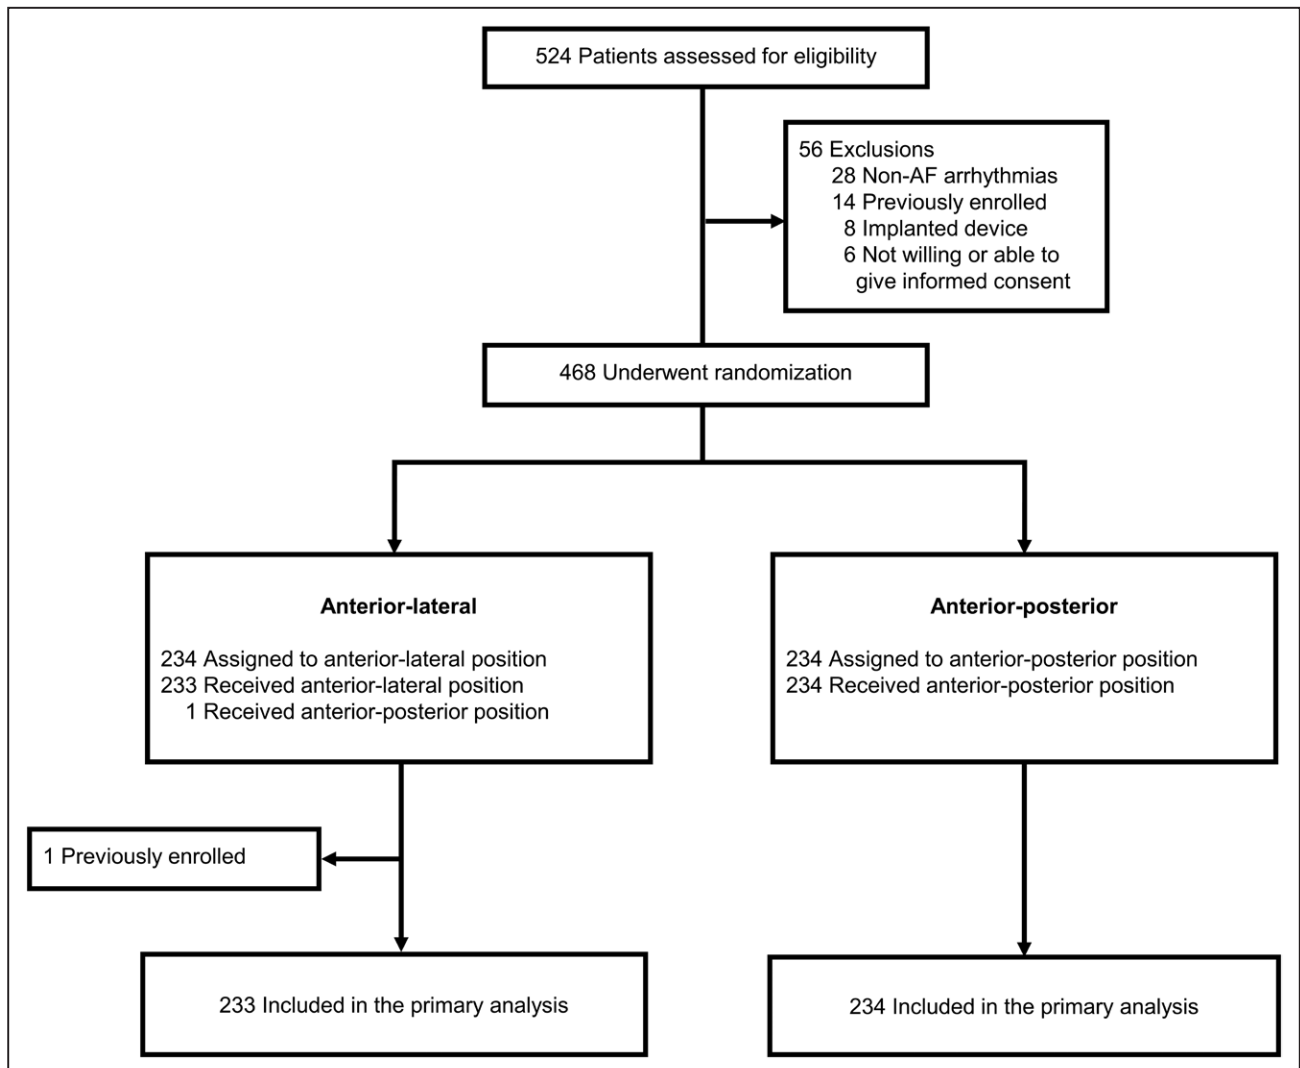 524 Patients assessed for eligibility
56 Exclusions
28 Non-AF arrhythmias
14 Previously enrolled
8 Implanted device
6 Not willing or able to
give informed consent
468 Underwent randomization
Anterior-lateral
234 Assigned to anterior-lateral position
233 Received anterior-lateral position
1 Received anterior-posterior position
Anterior-posterior
234 Assigned to anterior-posterior position
234 Received anterior-posterior position
1 Previously enrolled
233 Included in the primary analysis
234 Included in the primary analysis